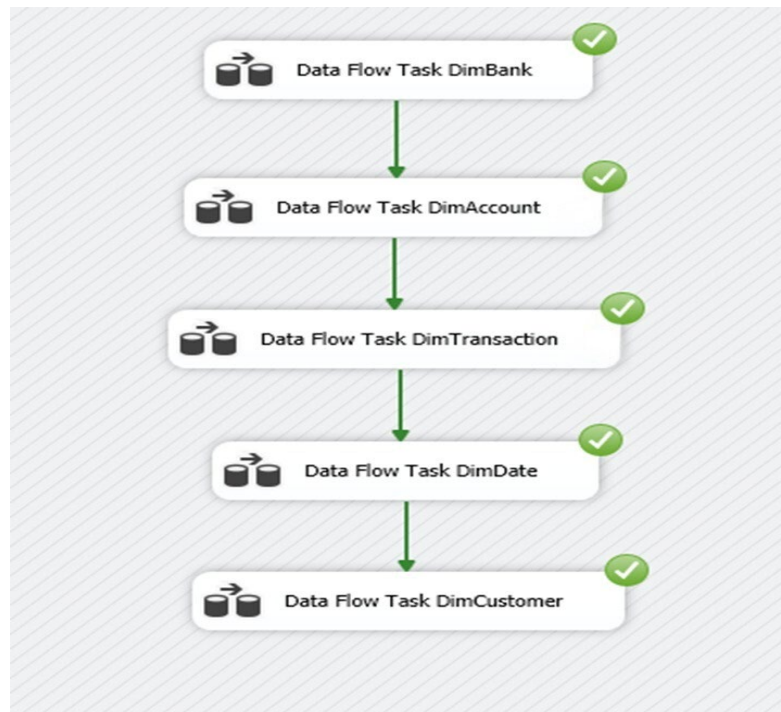 Data Flow Task DimBank
Data Flow Task DimAccount
Data Flow Task DimTransaction
Data Flow Task DimDate
Data Flow Task DimCustomer